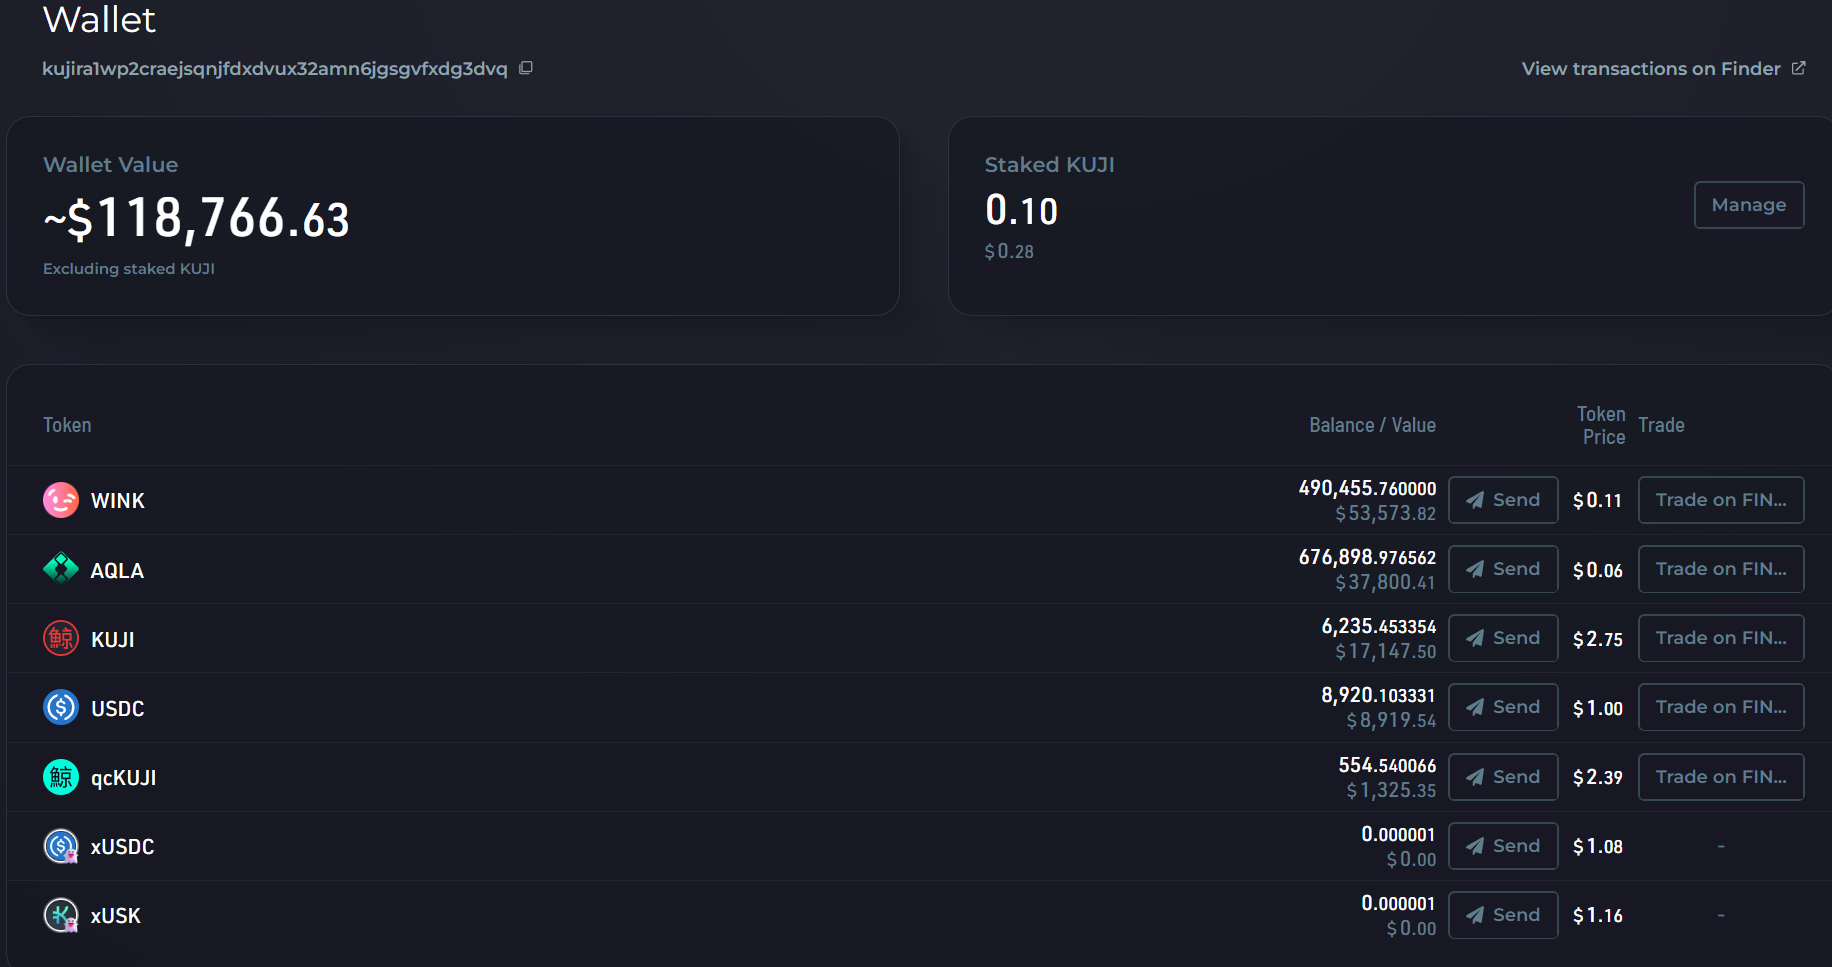 Wallet
kujira1wp2craejsqnjfdxdvux32amn6jgsgvfxdg3dvq
View transactions on Finder
Wallet Value
~$118,766.63
Excluding staked KUJI
Staked KUJI
0.10
$0.28
Manage
Token
Balance / Value
Token
Price
Trade
WINK
490,455.760000
$53,573.82
Send
$0.11
Trade on FIN...
AQLA
676,898.976562
$37,800.41
Send
$0.06
Trade on FIN...
鯨
KUJI
6,235.453354
$17,147.50
Send
$2.75
Trade on FIN...
USDC
8,920.103331
$8,919.54
Send
$1.00
Trade on FIN...
鯨
qcKUJI
554.540066
$1,325.35
Send
$2.39
Trade on FIN...
xUSDC
0.000001
$0.00
Send
$1.08
-
xUSK
0.000001
$0.00
Send
$1.16
-